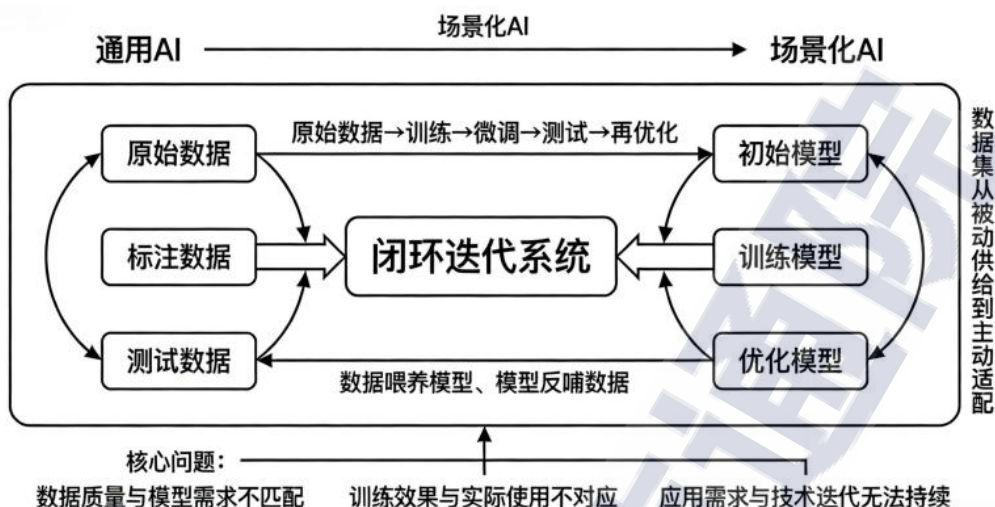 场景化AI
通用AI
场景化AI
原始数据→训练→微调→测试→再优化
原始数据
初始模型
标注数据
闭环迭代系统
训练模型
测试数据
优化模型
数据喂养模型、模型反哺数据
数据集从被动供给到主动适配
核心问题：
数据质量与模型需求不匹配
训练效果与实际使用不对应
应用需求与技术迭代无法持续